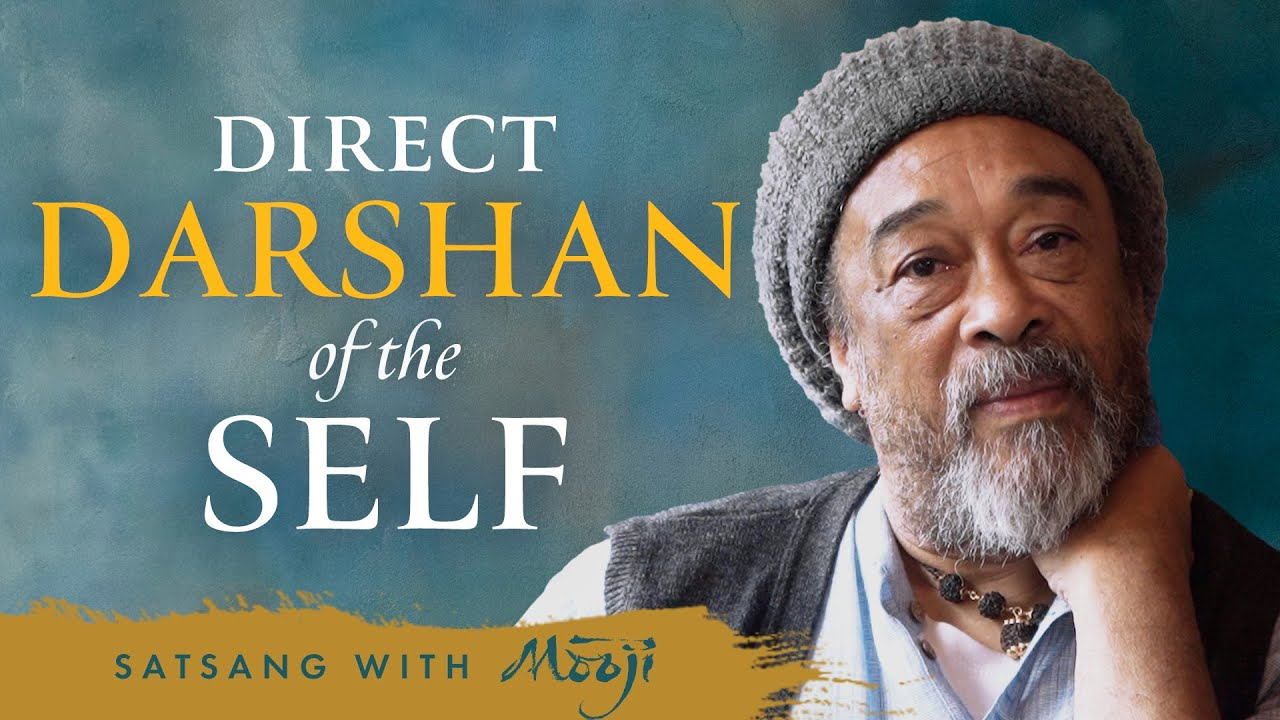 DIRECT
DARSHAN
of the
SELF
SATSANG WITH Mooji